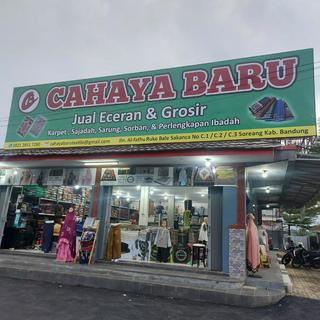 CAHAYA BARU
Jual Eceran & Grosir
Karpet, Sajadah, Sarung, Sorban, & Perlengkapan Ibadah
Jln. Al-Fathu Ruko Bale Sakanca No C.1 / C.2 / C.3 Soreang Kab. Bandung